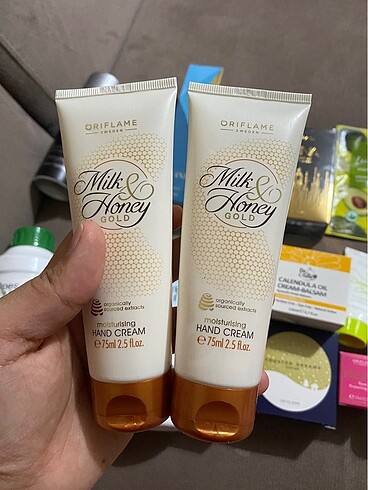 ORIFLAME
SWEDEN
Milk &
Honey
GOLD
organically
sourced extracts
moisturising
HAND CREAM
℮75ml 2.5 fl.oz.
ORIFLAME
SWEDEN
Milk &
Honey
GOLD
organically
sourced extracts
moisturising
HAND CREAM
℮75ml 2.5 fl.oz.
CALENDULA OIL
CREAM-BALSAM